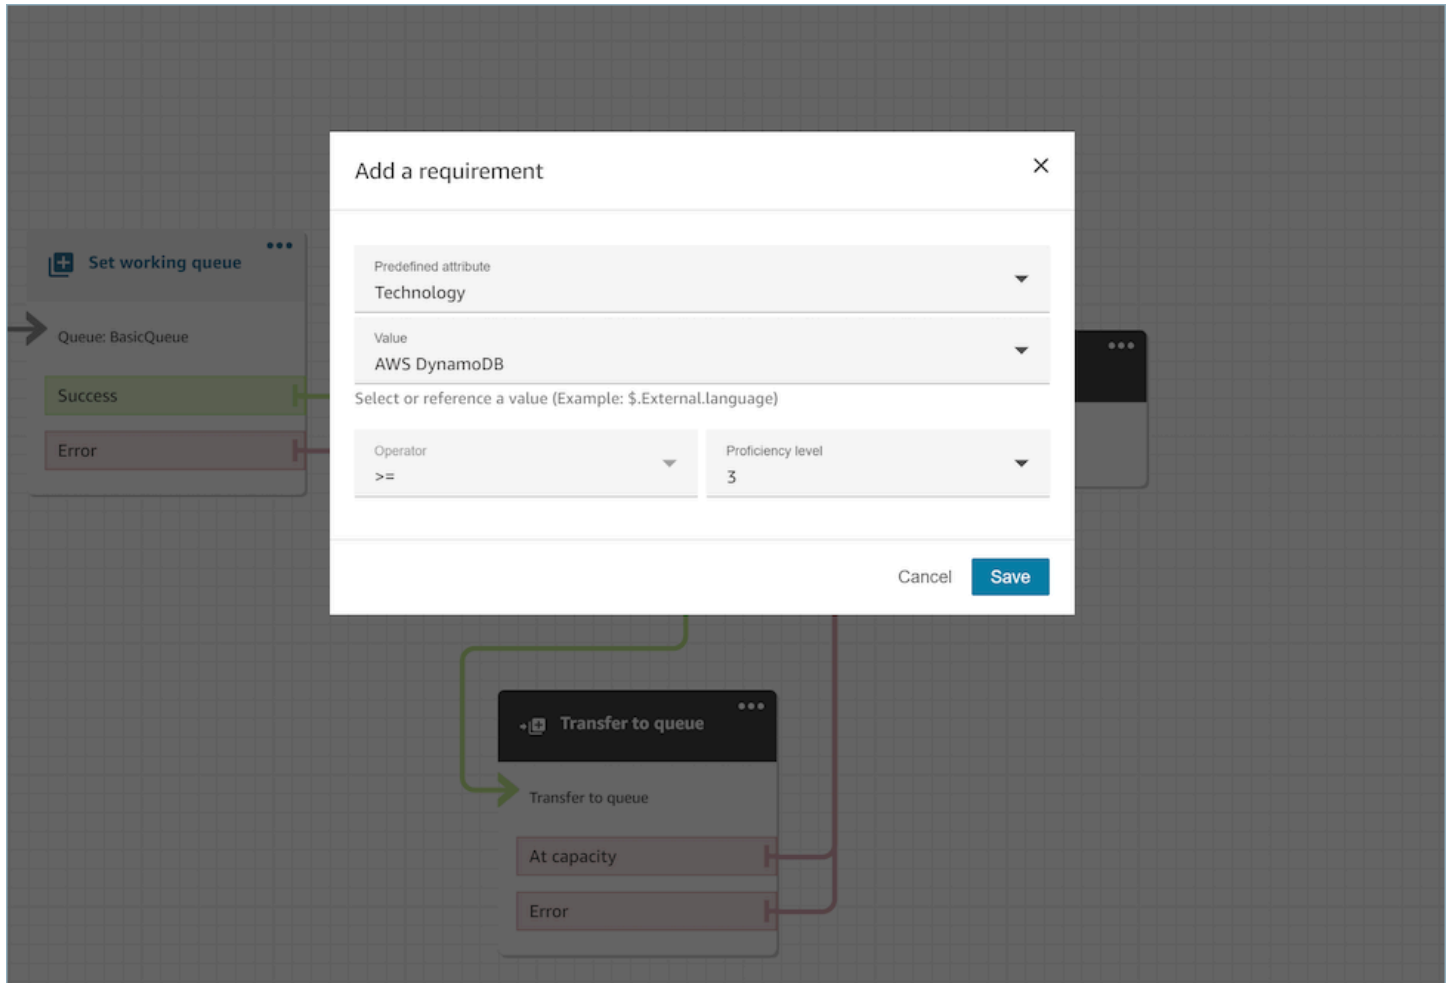 Add a requirement
Set working queue
Predefined attribute
Technology
Queue: BasicQueue
Value
AWS DynamoDB
Success
Select or reference a value (Example: $.External.language)
Error
Operator
>=
Proficiency level
3
Cancel
Save
Transfer to queue
Transfer to queue
At capacity
Error